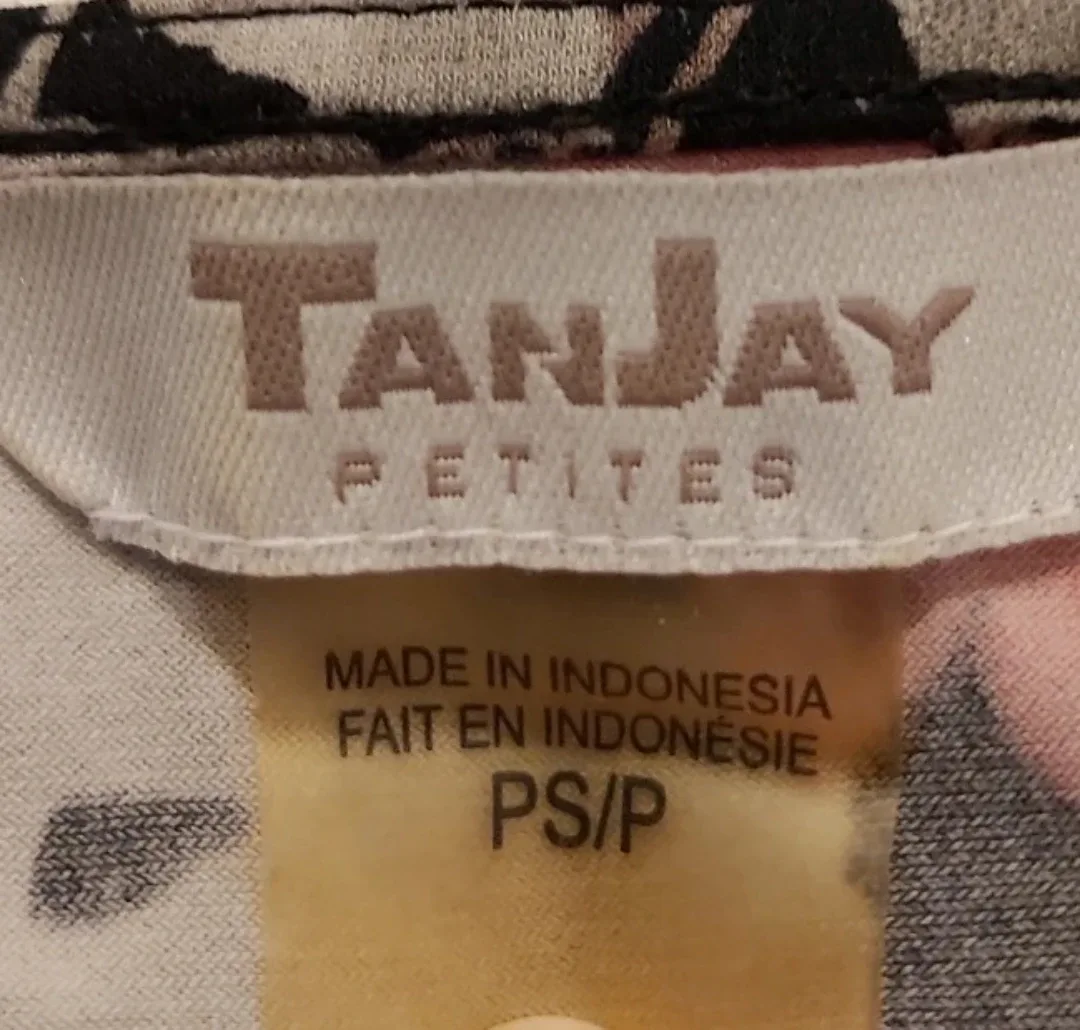 TANJAY
PETITES
MADE IN INDONESIA
FAIT EN INDONÉSIE
PS/P